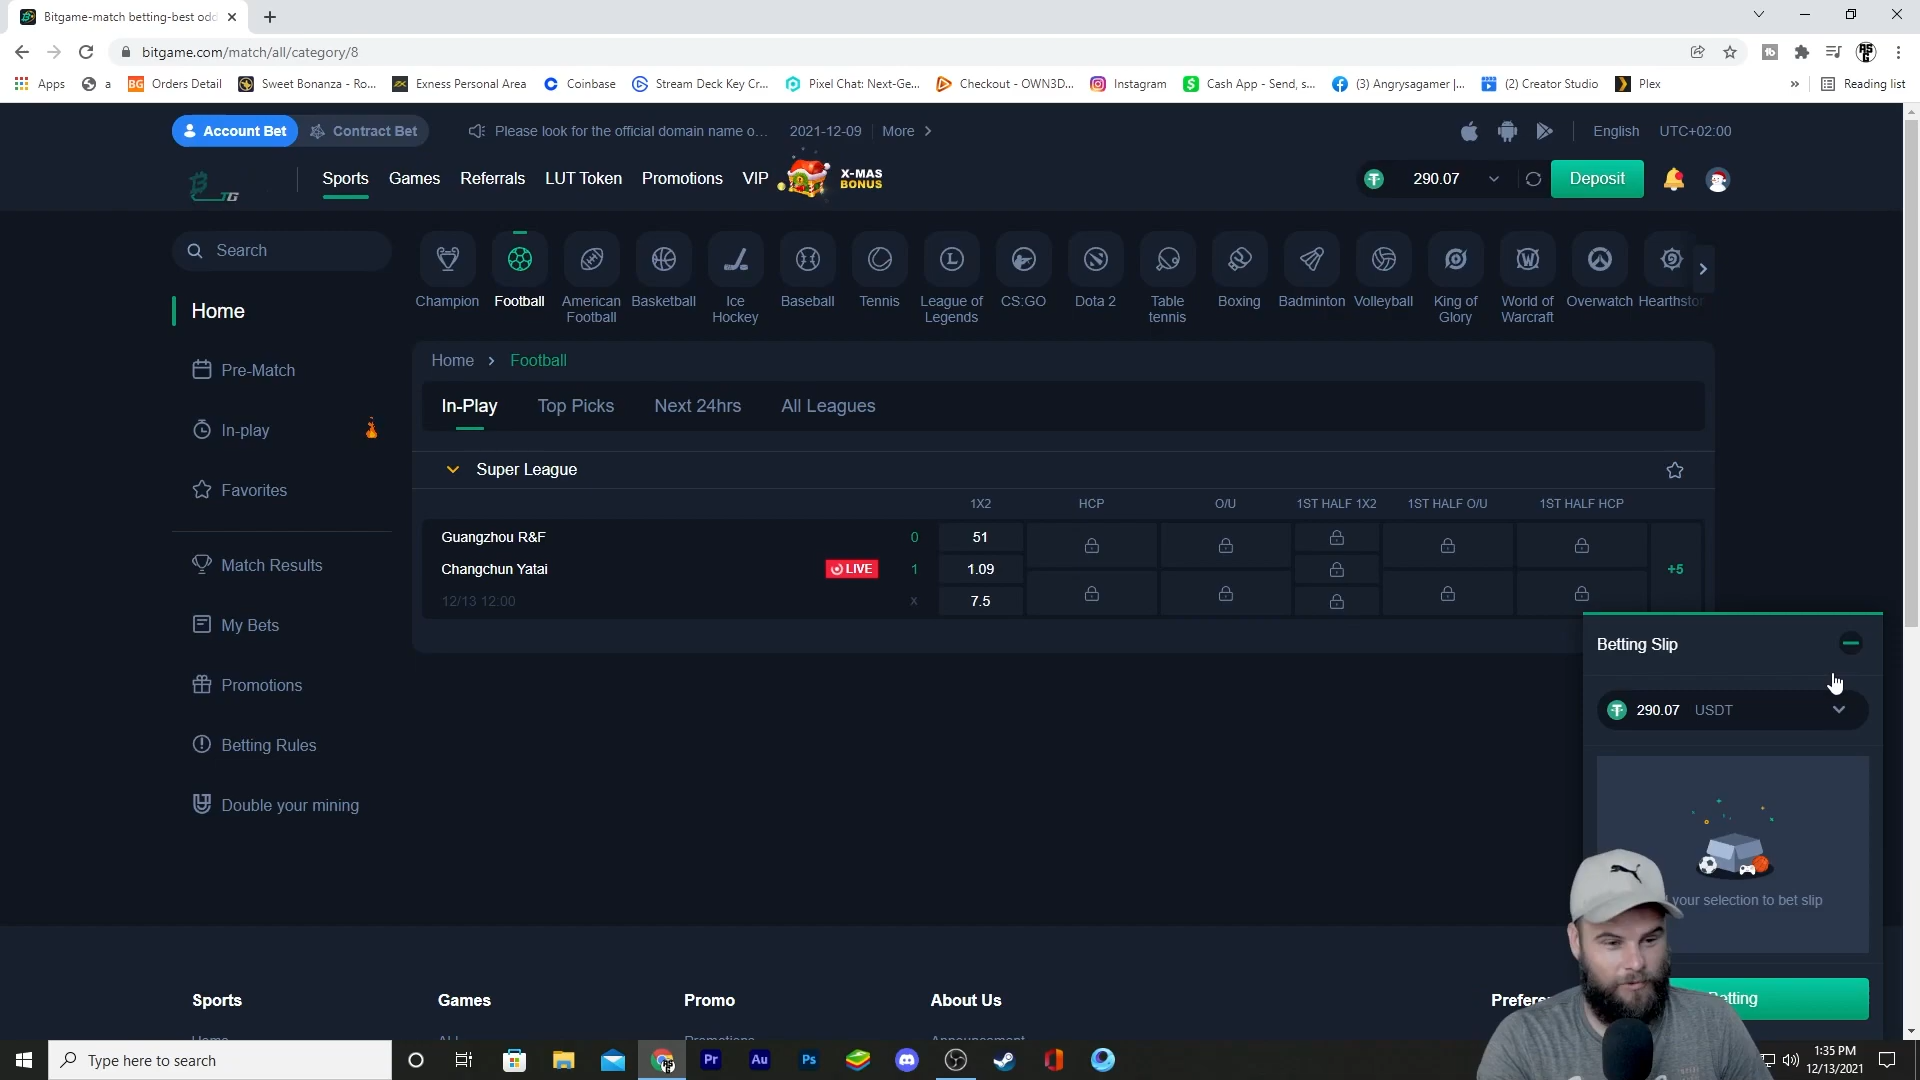 Bitgame-match betting-best odd
bitgame.com/match/all/category/8
Apps a Orders Detail Sweet Bonanza - Ro... Exness Personal Area Coinbase Stream Deck Key Cr... Pixel Chat: Next-Ge... Checkout - OWN3D... Instagram Cash App - Send, s... (3) Angrysagamer |... (2) Creator Studio Plex » Reading list
Account Bet Contract Bet Please look for the official domain name o... 2021-12-09 More English UTC+02:00
Sports Games Referrals LUT Token Promotions VIP X-MAS BONUS 290.07 Deposit
Search
Champion Football American Football Basketball Ice Hockey Baseball Tennis League of Legends CS:GO Dota 2 Table tennis Boxing Badminton Volleyball King of Glory World of Warcraft Overwatch Hearthstor
Home
Pre-Match
In-play
Favorites
Match Results
My Bets
Promotions
Betting Rules
Double your mining
Home > Football
In-Play Top Picks Next 24hrs All Leagues
Super League
1X2 HCP O/U 1ST HALF 1X2 1ST HALF O/U 1ST HALF HCP
Guangzhou R&F 0 51
Changchun Yatai LIVE 1 1.09 +5
12/13 12:00 x 7.5
Betting Slip
290.07 USDT
your selection to bet slip
Betting
Sports Games Promo About Us Prefere
Type here to search
Pr Au Ps
1:35 PM
12/13/2021